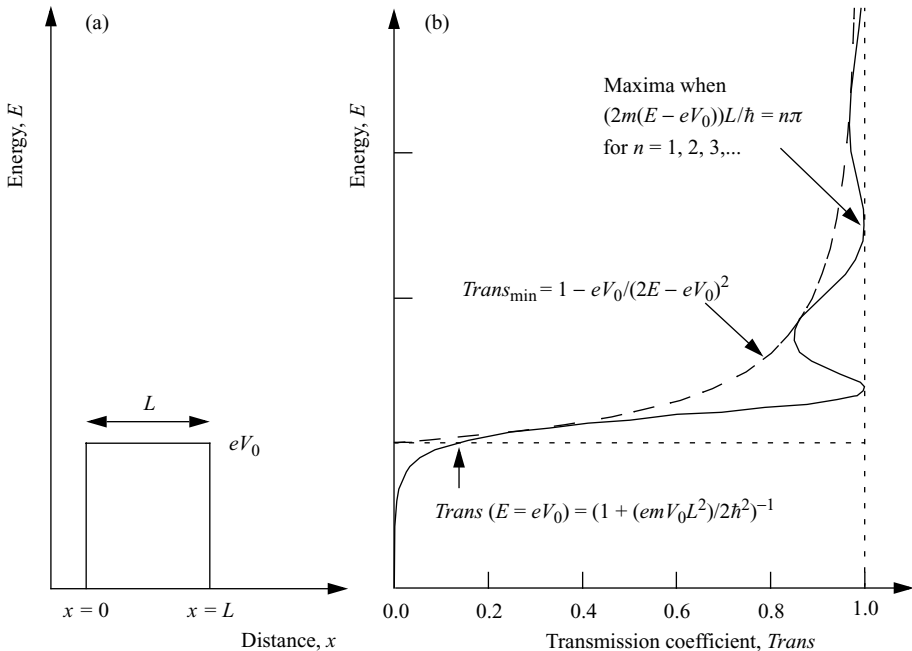 (a)
Energy, E
L
eV₀
x = 0
x = L
Distance, x
(b)
Energy, E
Maxima when
(2m(E – eV₀))L/ħ = nπ
for n = 1, 2, 3,...
Trans_min = 1 – eV₀/(2E – eV₀)²
Trans (E = eV₀) = (1 + (emV₀L²)/2ħ²)⁻¹
0.0 0.2 0.4 0.6 0.8 1.0
Transmission coefficient, Trans